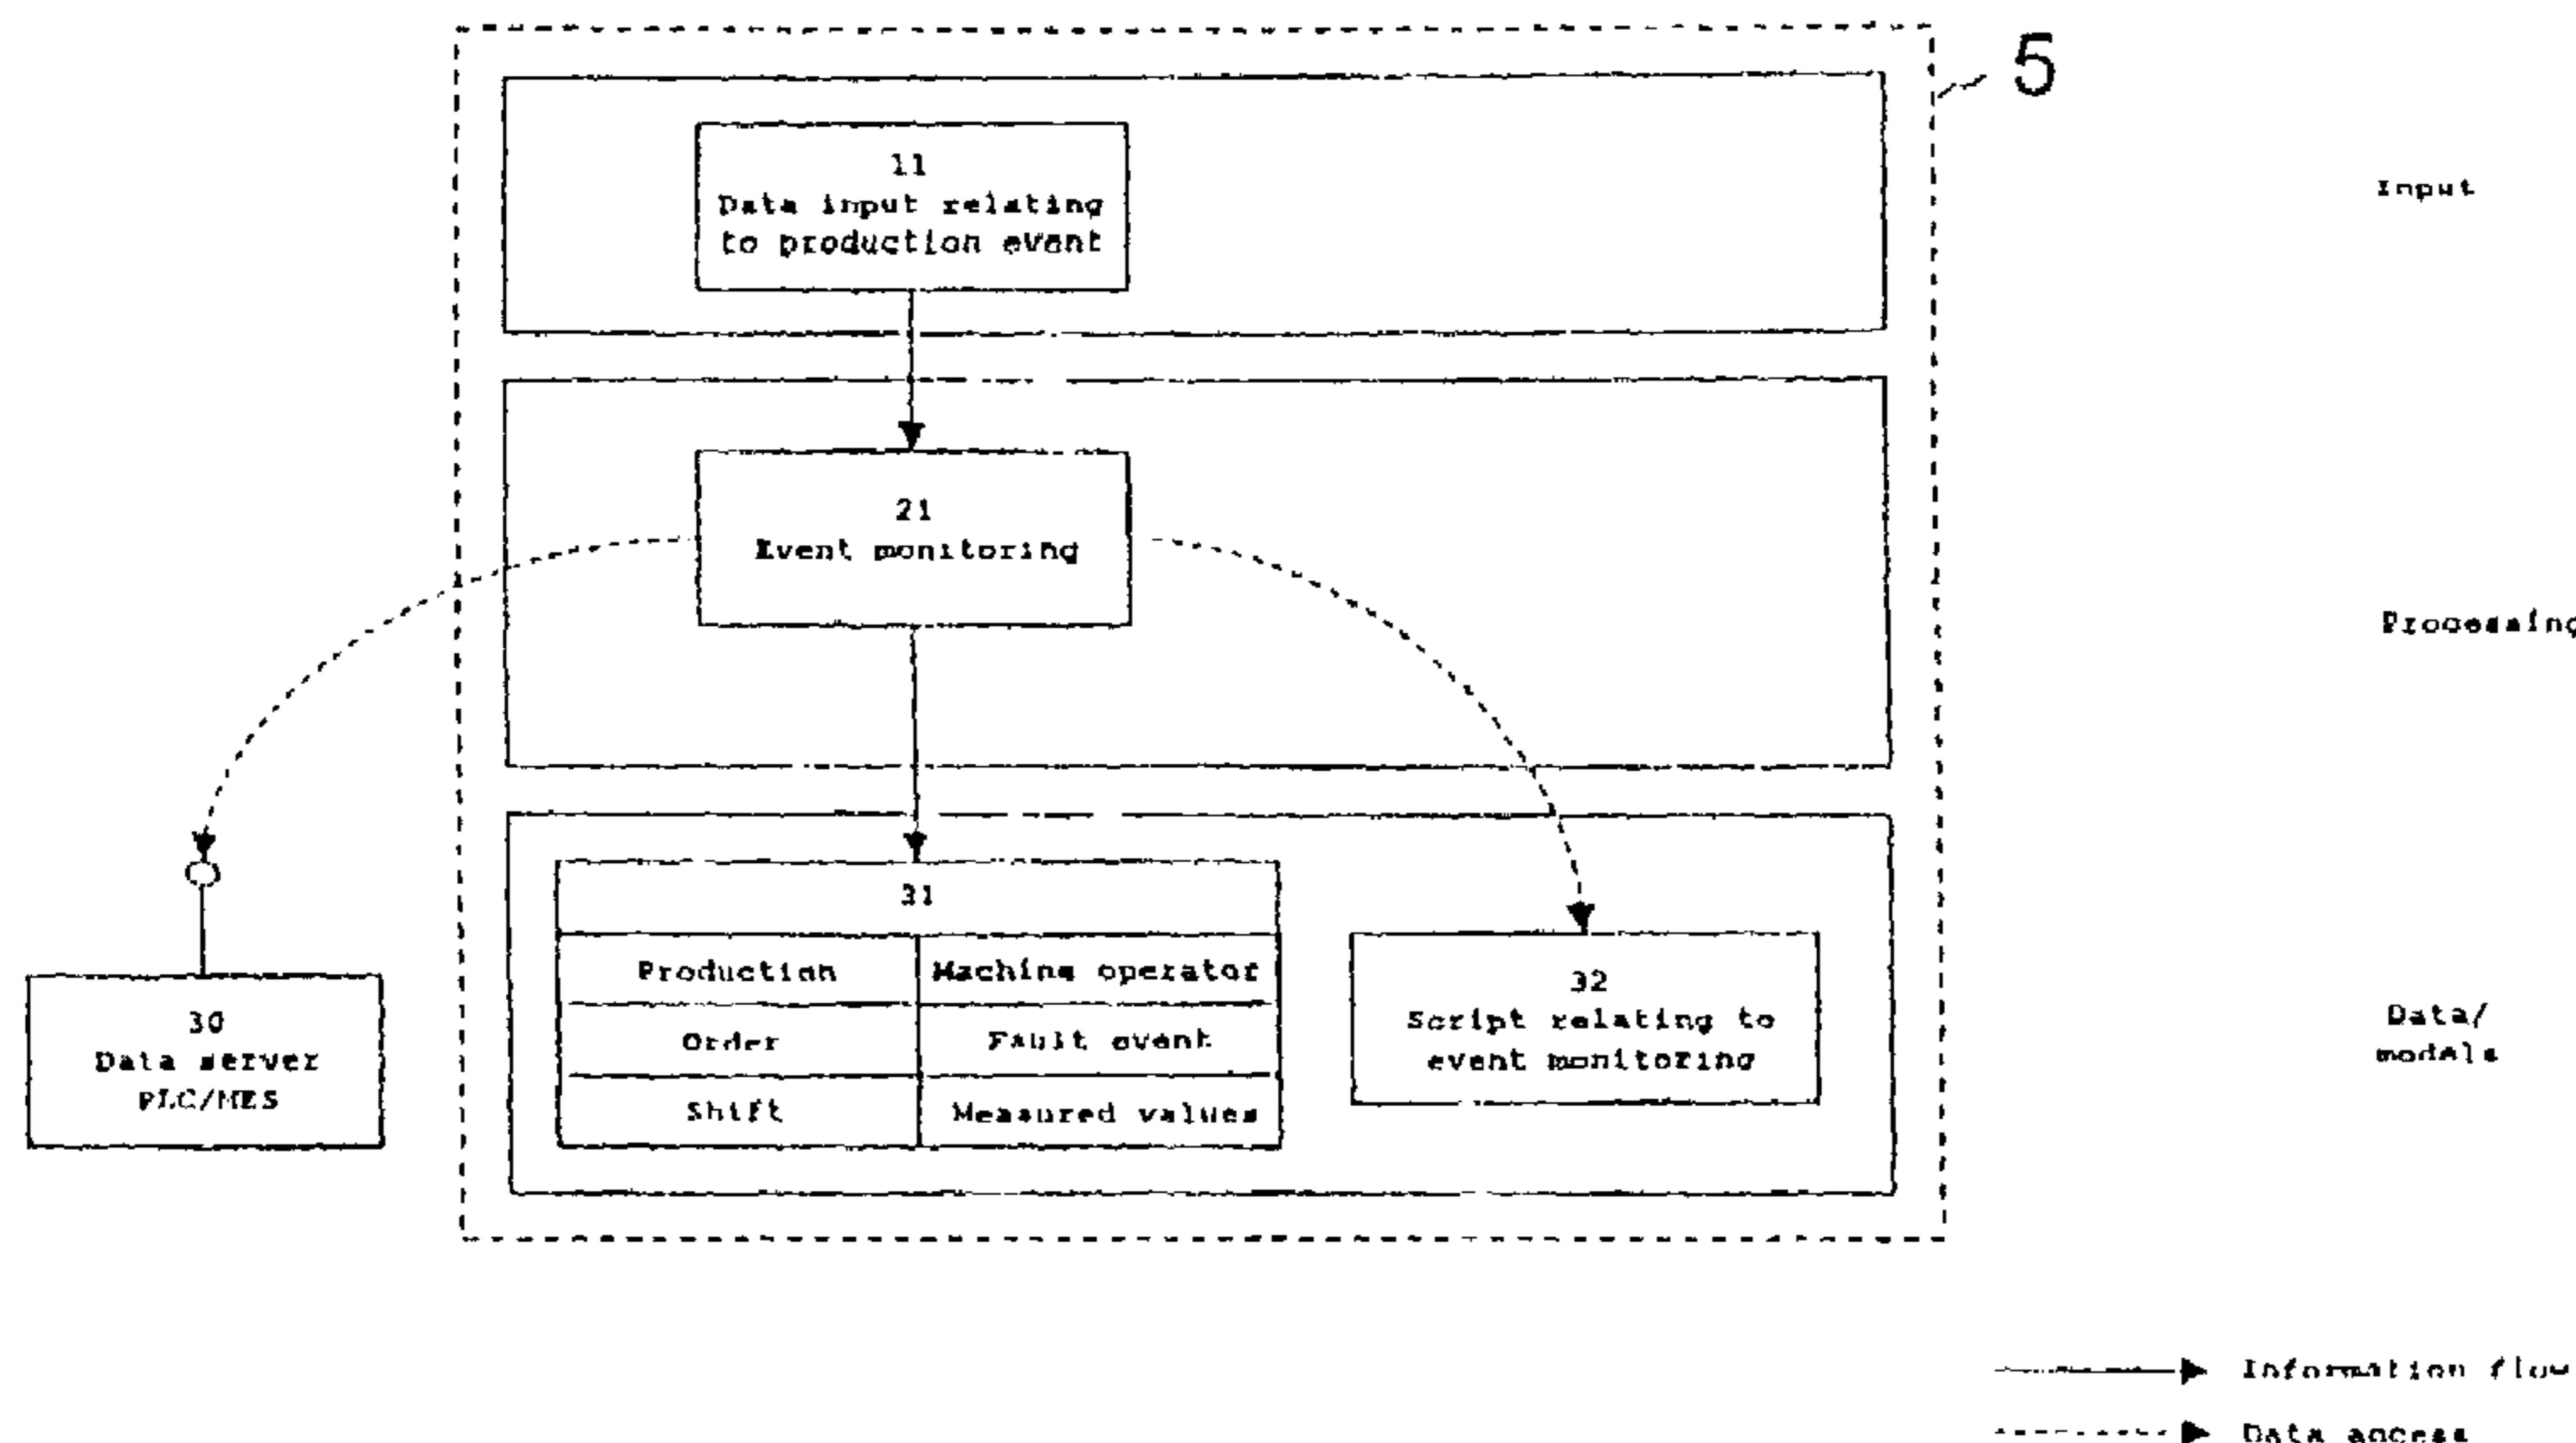 5
11
Data input relating
to production event
Input
21
Event monitoring
Processing
31
Production
Machine operator
Order
Fault event
Shift
Measured values
32
Script relating to
event monitoring
30
Data server
PLC/MES
Data/
models
Information flow
Data access